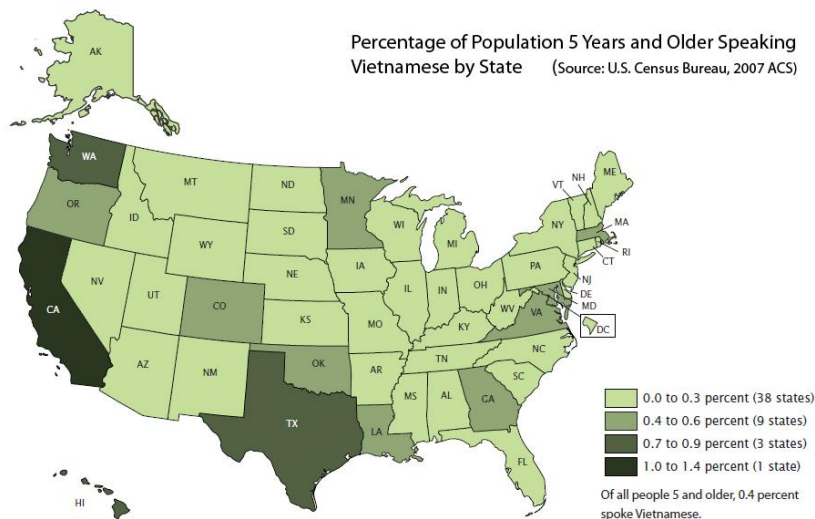 Percentage of Population 5 Years and Older Speaking
Vietnamese by State (Source: U.S. Census Bureau, 2007 ACS)
AK
WA
MT
ND
MN
VT
NH
ME
OR
ID
SD
WI
MI
NY
MA
WY
RI
CT
IA
NE
PA
NJ
NV
UT
IL
IN
OH
DE
MD
CA
CO
WV
VA
KS
MO
KY
DC
TN
NC
AZ
NM
OK
AR
SC
MS
AL
GA
TX
LA
FL
HI
0.0 to 0.3 percent (38 states)
0.4 to 0.6 percent (9 states)
0.7 to 0.9 percent (3 states)
1.0 to 1.4 percent (1 state)
Of all people 5 and older, 0.4 percent
spoke Vietnamese.